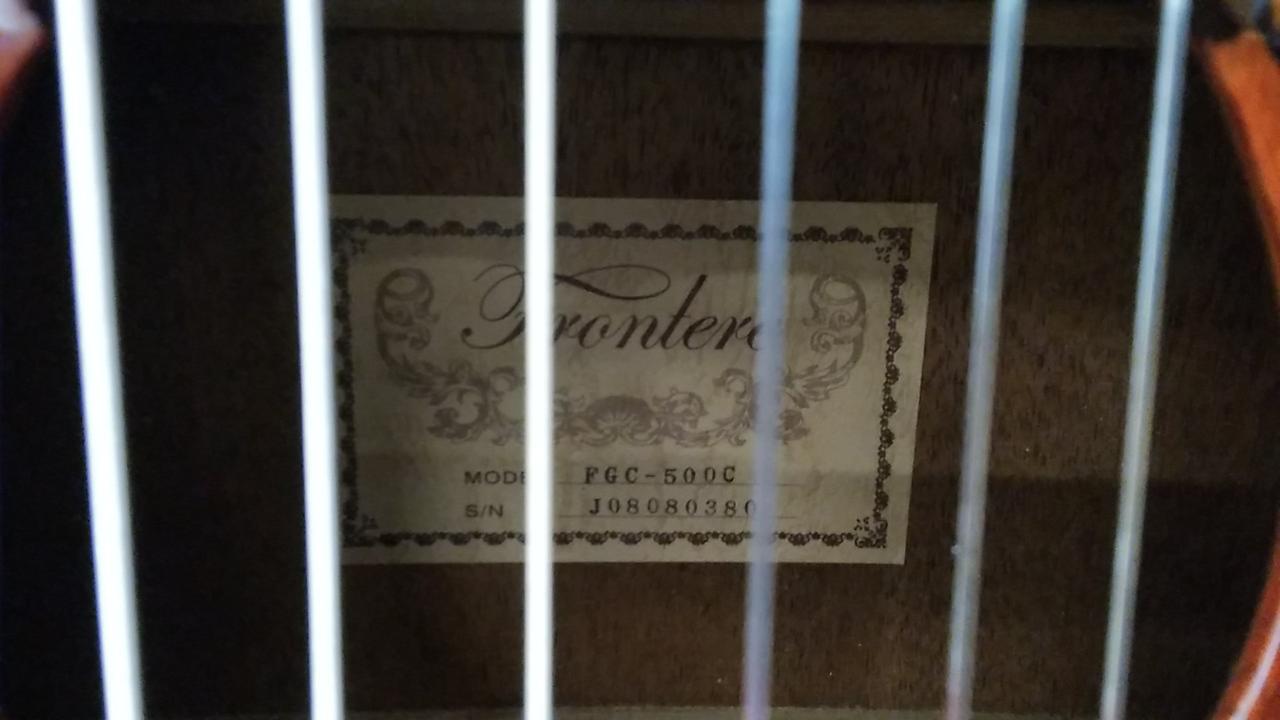 Frontera
MODEL FGC-500C
S/N J08080380